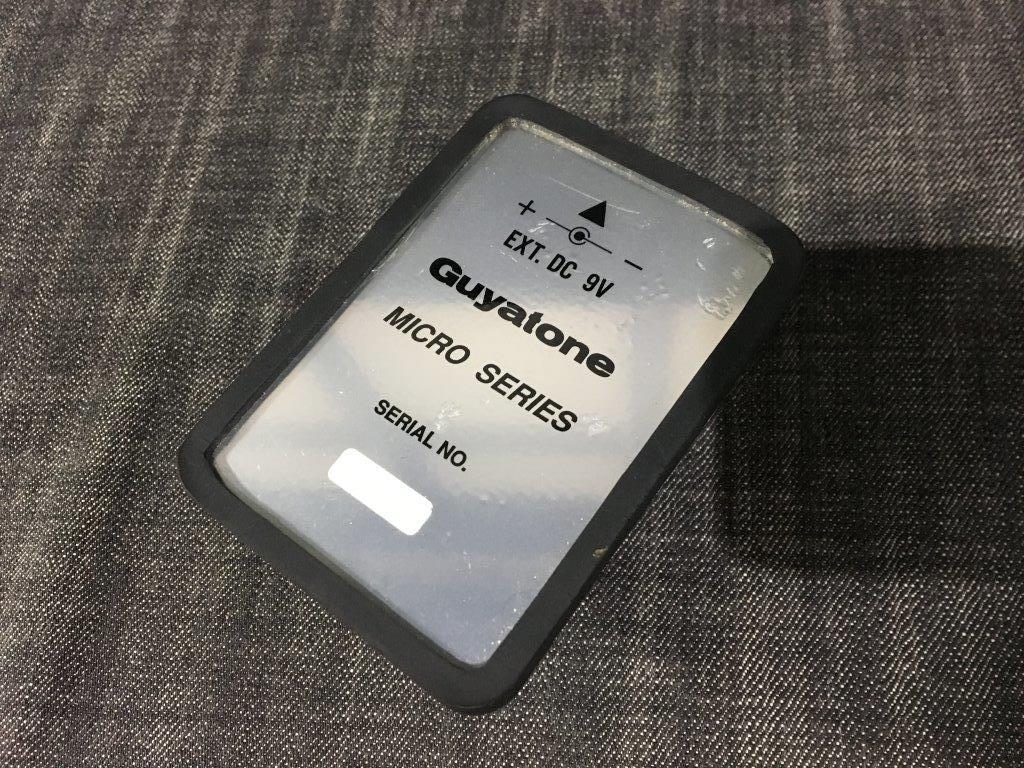 + −
EXT. DC 9V
Guyatone
MICRO SERIES
SERIAL NO.